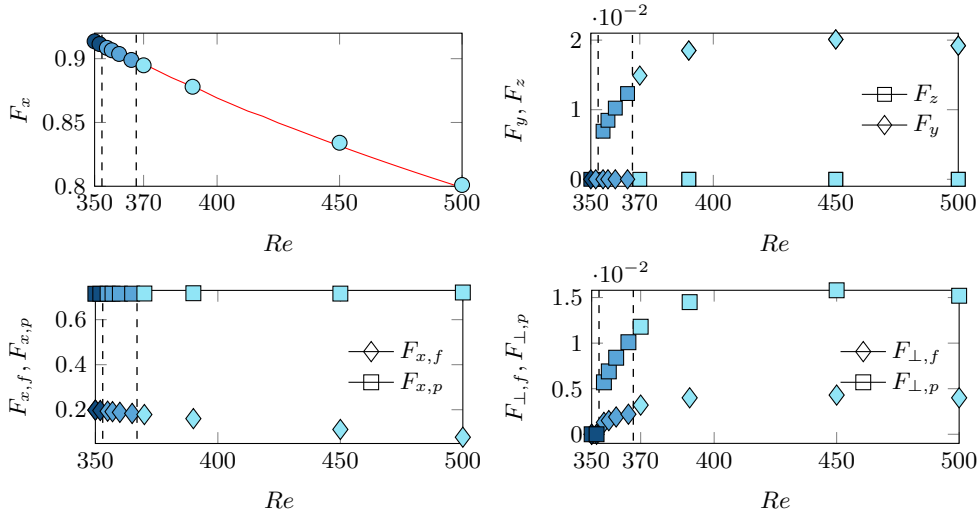 0.9
0.85
0.8
F_x
350
370
400
450
500
Re
·10^−2
2
1
0
F_y, F_z
F_z
F_y
350
370
400
450
500
Re
0.6
0.4
0.2
F_{x,f}, F_{x,p}
F_{x,f}
F_{x,p}
350
370
400
450
500
Re
·10^−2
1.5
1
0.5
0
F_{⊥,f}, F_{⊥,p}
F_{⊥,f}
F_{⊥,p}
350
370
400
450
500
Re